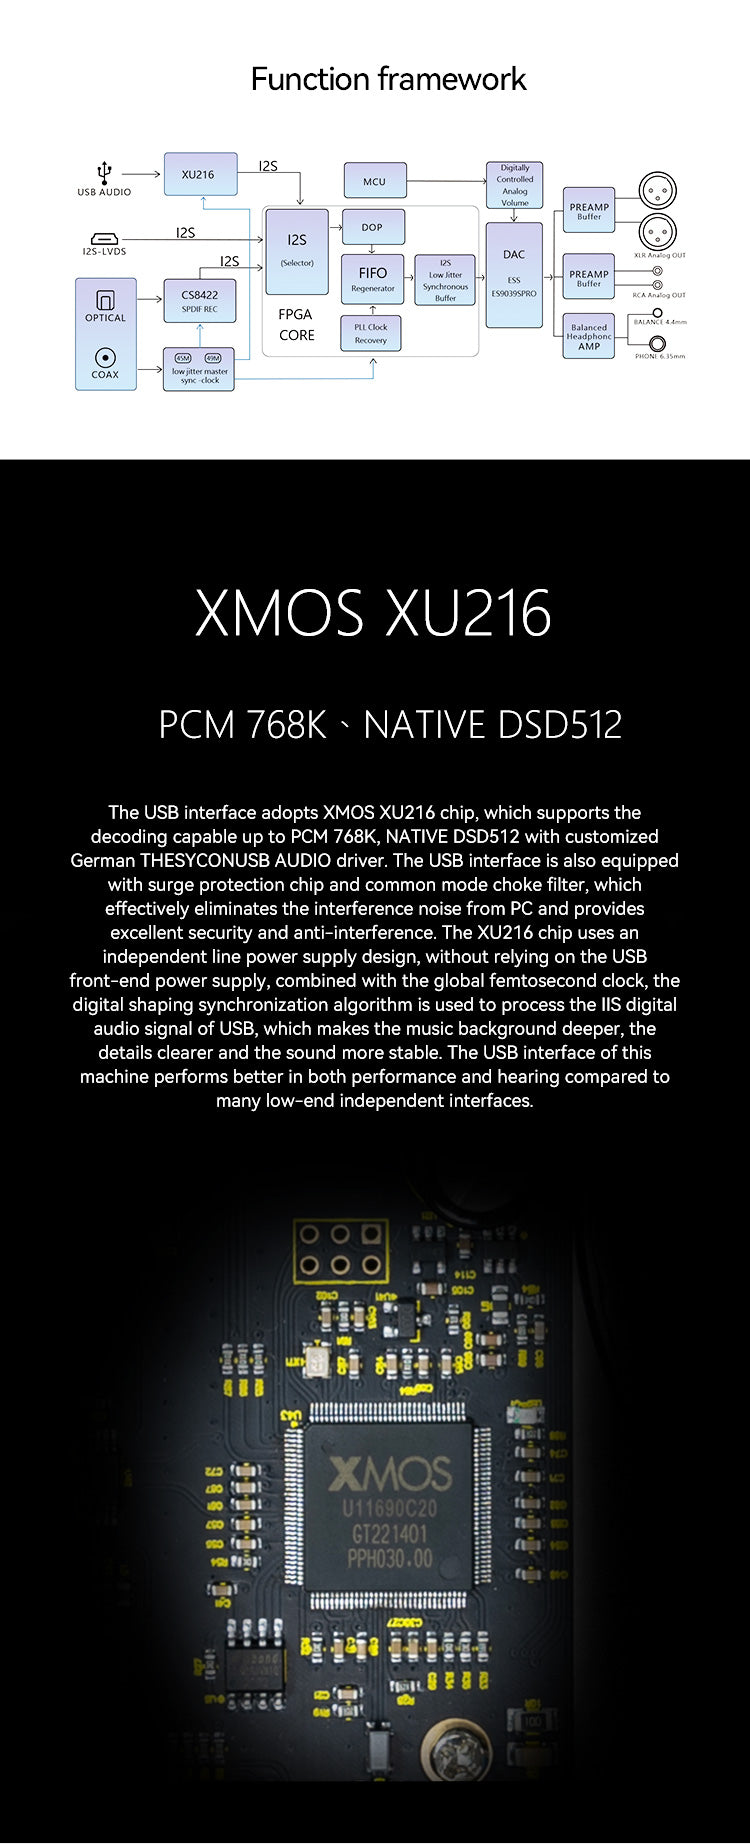 Function framework
USB AUDIO
XU216
I2S
MCU
Digitally
Controlled
Analog
Volume
I2S-LVDS
I2S
I2S
(Selector)
DOP
PREAMP
Buffer
XLR Analog OUT
I2S
CS8422
SPDIF REC
FIFO
Regenerator
I2S
Low Jitter
Synchronous
Buffer
DAC
ESS
ES9039SPRO
PREAMP
Buffer
RCA Analog OUT
OPTICAL
COAX
FPGA
CORE
PLL Clock
Recovery
45M
49M
low jitter master
sync -clock
Balanced
Headphonc
AMP
BALANCE 4.4mm
PHONE 6.35mm
XMOS XU216
PCM 768K、NATIVE DSD512
The USB interface adopts XMOS XU216 chip, which supports the
decoding capable up to PCM 768K, NATIVE DSD512 with customized
German THESYCONUSB AUDIO driver. The USB interface is also equipped
with surge protection chip and common mode choke filter, which
effectively eliminates the interference noise from PC and provides
excellent security and anti-interference. The XU216 chip uses an
independent line power supply design, without relying on the USB
front-end power supply, combined with the global femtosecond clock, the
digital shaping synchronization algorithm is used to process the IIS digital
audio signal of USB, which makes the music background deeper, the
details clearer and the sound more stable. The USB interface of this
machine performs better in both performance and hearing compared to
many low-end independent interfaces.
C114
C105
C102
U43
XMOS
U11690C20
GT221401
PPH030.00